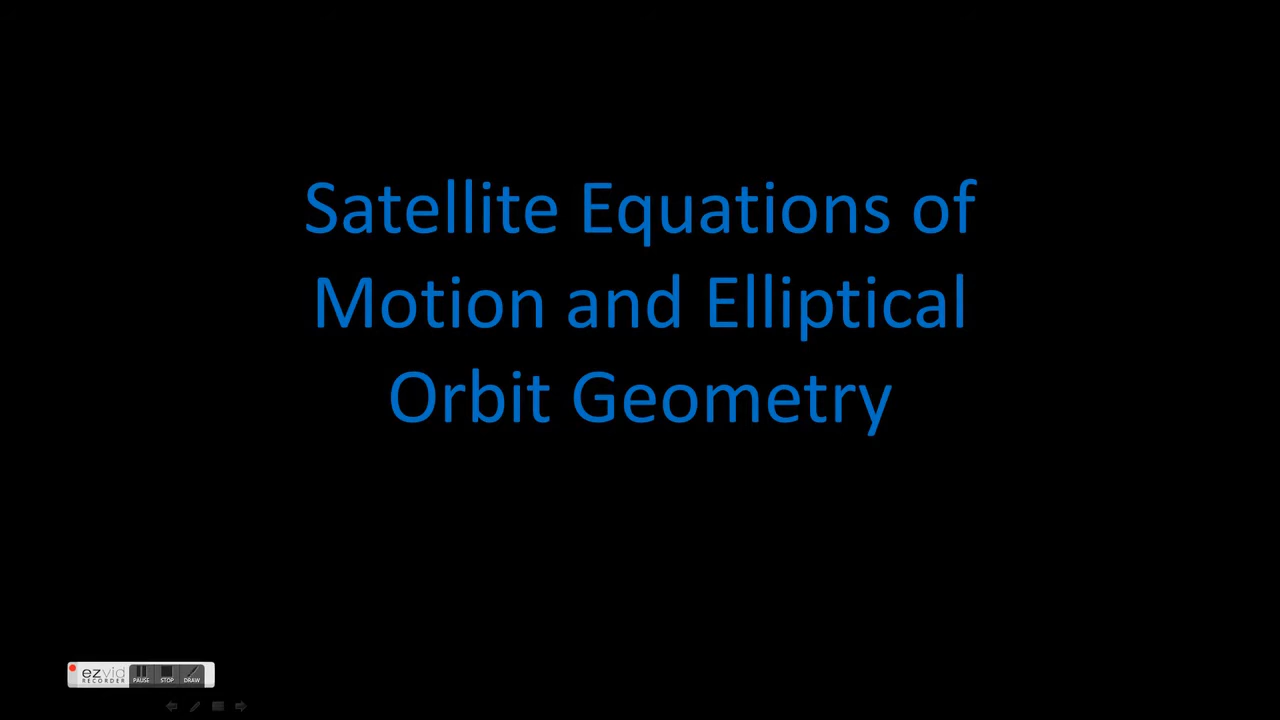 Satellite Equations of
Motion and Elliptical
Orbit Geometry
ezvid
RECORDER
PAUSE STOP DRAW